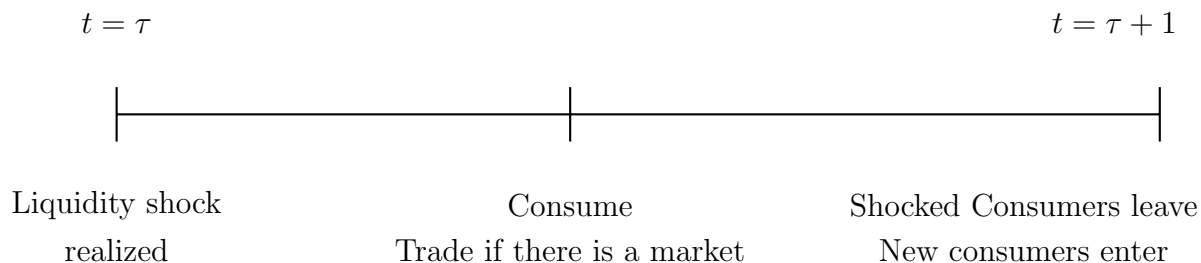 t = τ
t = τ + 1
Liquidity shock
realized
Consume
Trade if there is a market
Shocked Consumers leave
New consumers enter